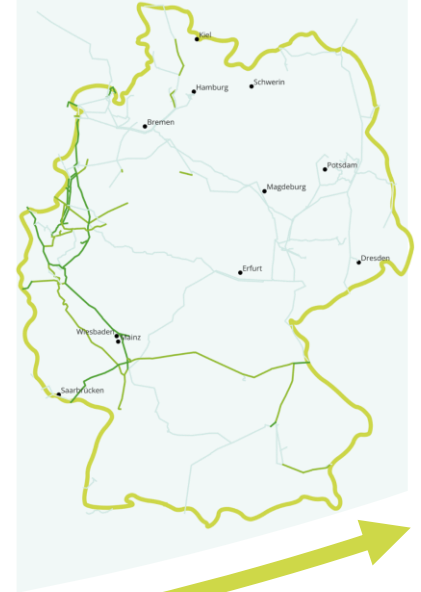 Kiel
Schwerin
Hamburg
Bremen
Potsdam
Magdeburg
Dresden
Erfurt
Wiesbaden
Mainz
Saarbrücken